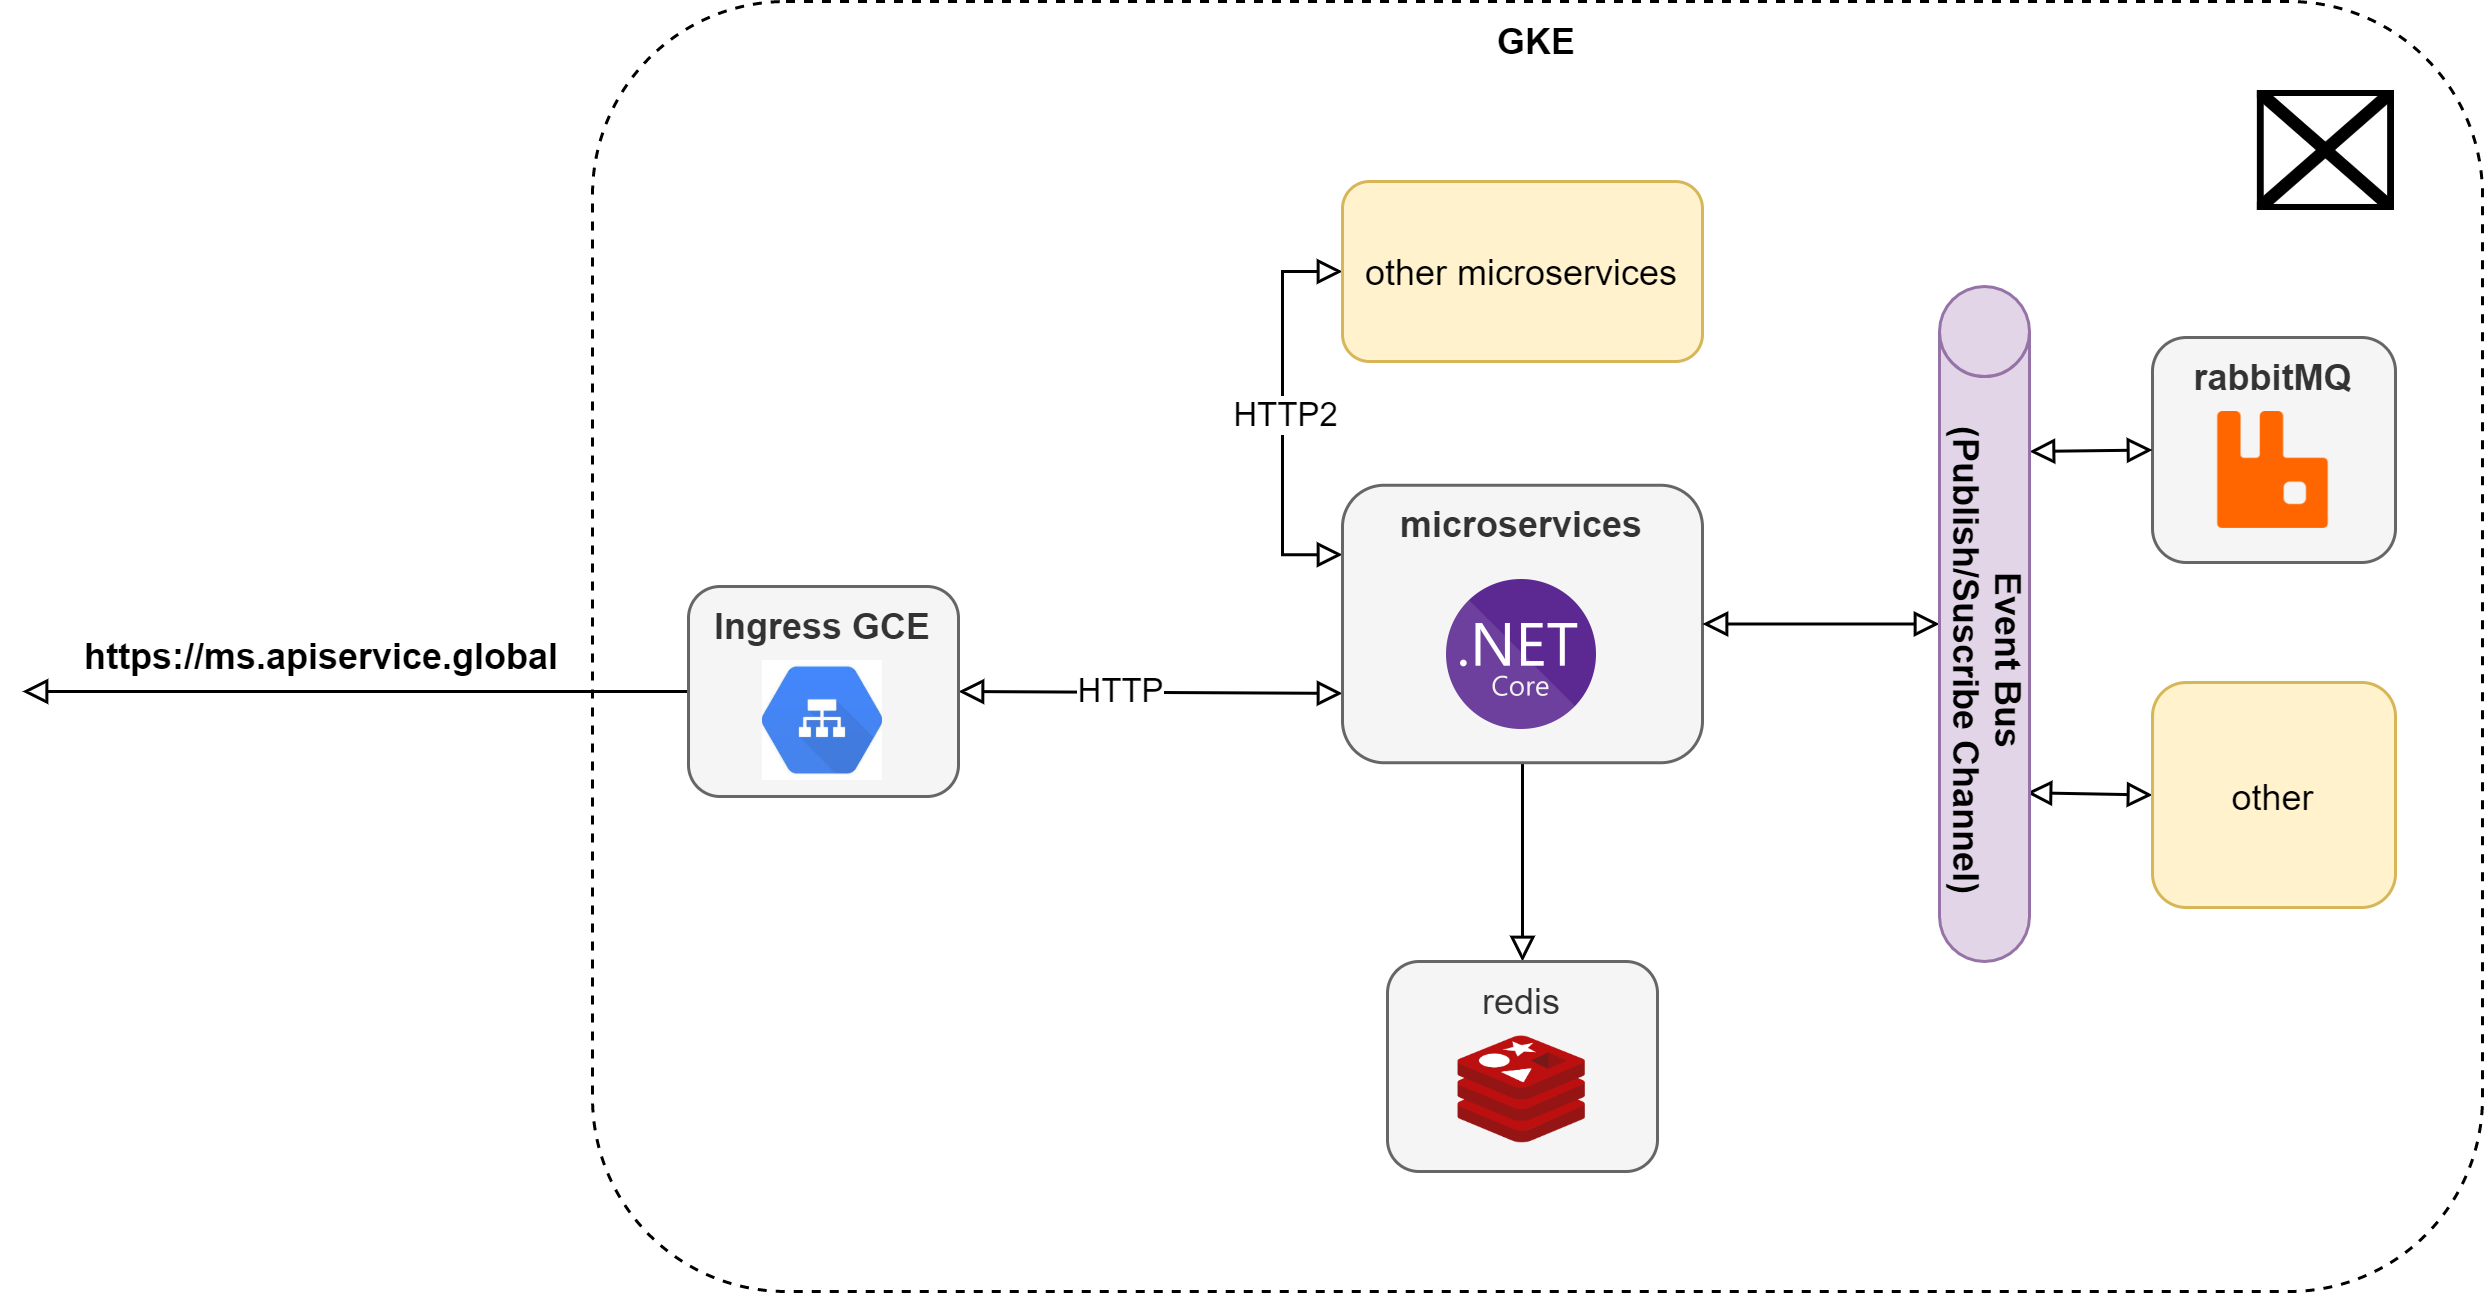 GKE
other microservices
HTTP2
rabbitMQ
microservices
.NET
Core
Event Bus
(Publish/Suscribe Channel)
Ingress GCE
https://ms.apiservice.global
HTTP
other
redis